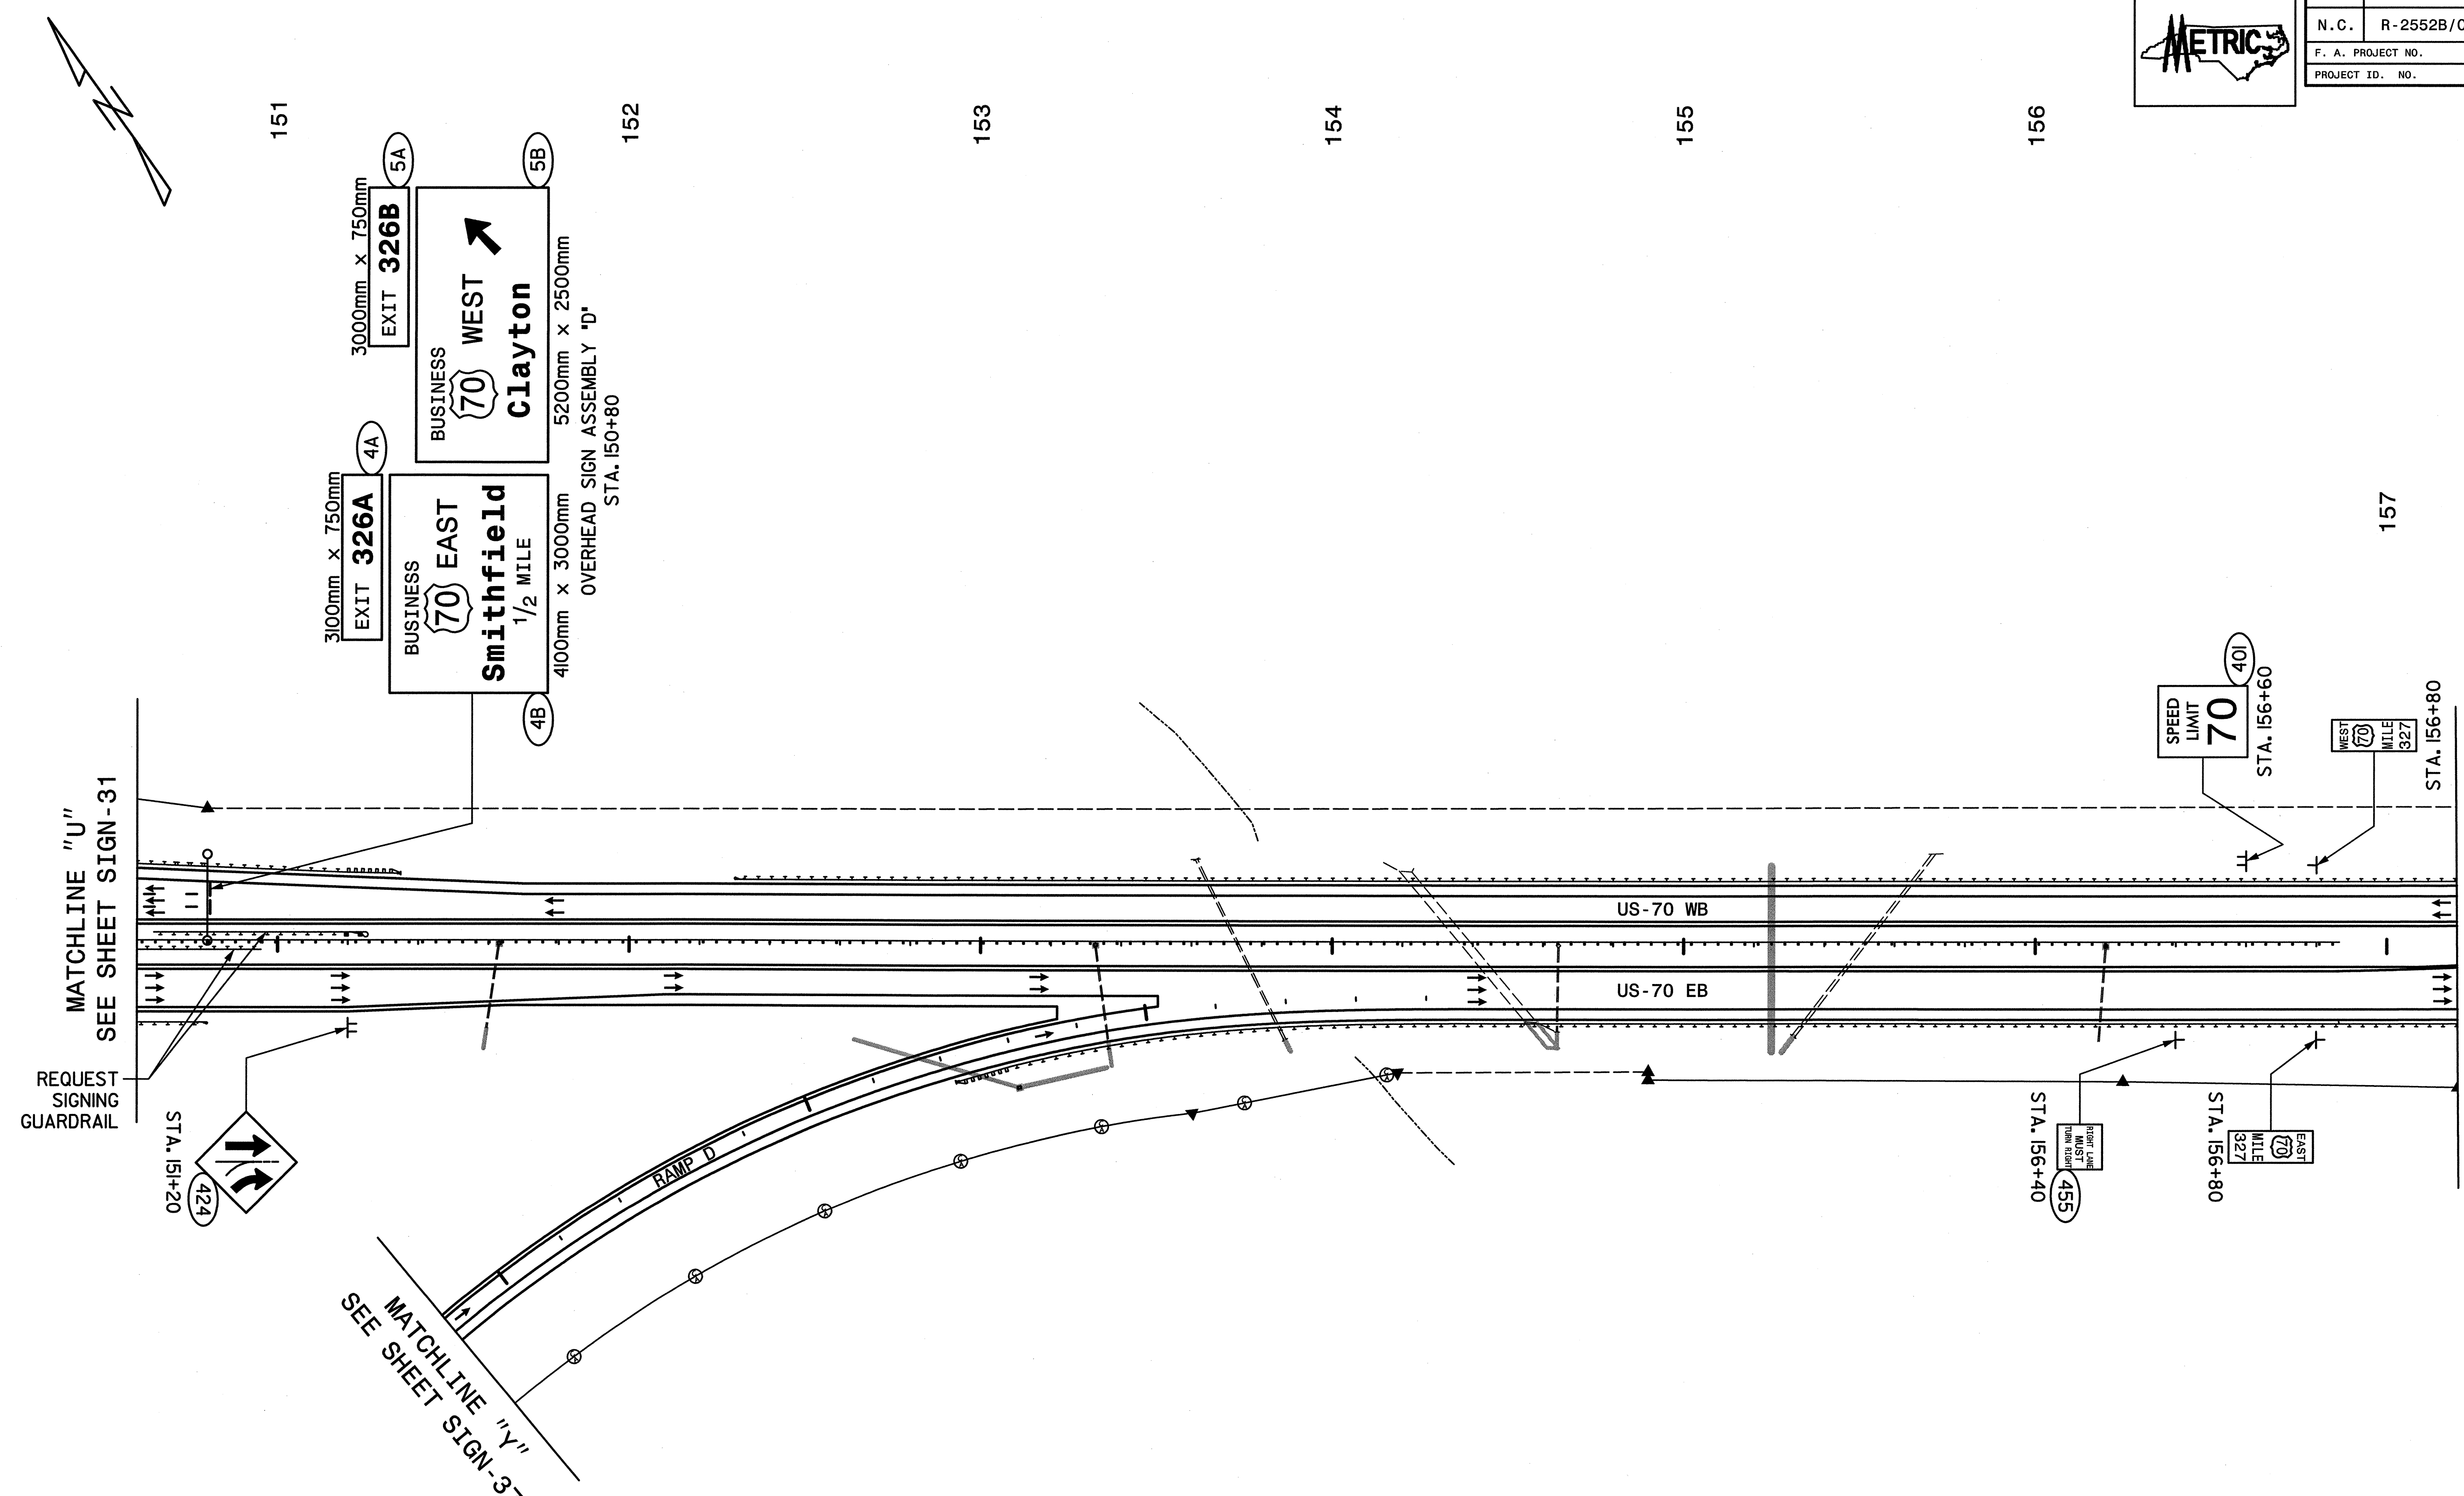 METRIC
N.C. R-2552B/C
F. A. PROJECT NO.
PROJECT ID. NO.
151
152
153
154
155
156
157
5A
3000mm x 750mm
EXIT 326B
5B
BUSINESS
70 WEST
Clayton
5200mm x 2500mm
4A
3100mm x 750mm
EXIT 326A
BUSINESS
70 EAST
Smithfield
1/2 MILE
4100mm x 3000mm
4B
OVERHEAD SIGN ASSEMBLY "D"
STA. 150+80
401
SPEED
LIMIT
70
STA. 156+60
WEST
70
MILE
327
STA. 156+80
MATCHLINE "U"
SEE SHEET SIGN-31
US-70 WB
US-70 EB
REQUEST
SIGNING
GUARDRAIL
STA. 151+20
424
RAMP D
STA. 156+40
RIGHT LANE
MUST
TURN RIGHT
455
STA. 156+80
EAST
70
MILE
327
MATCHLINE "Y"
SEE SHEET SIGN-3